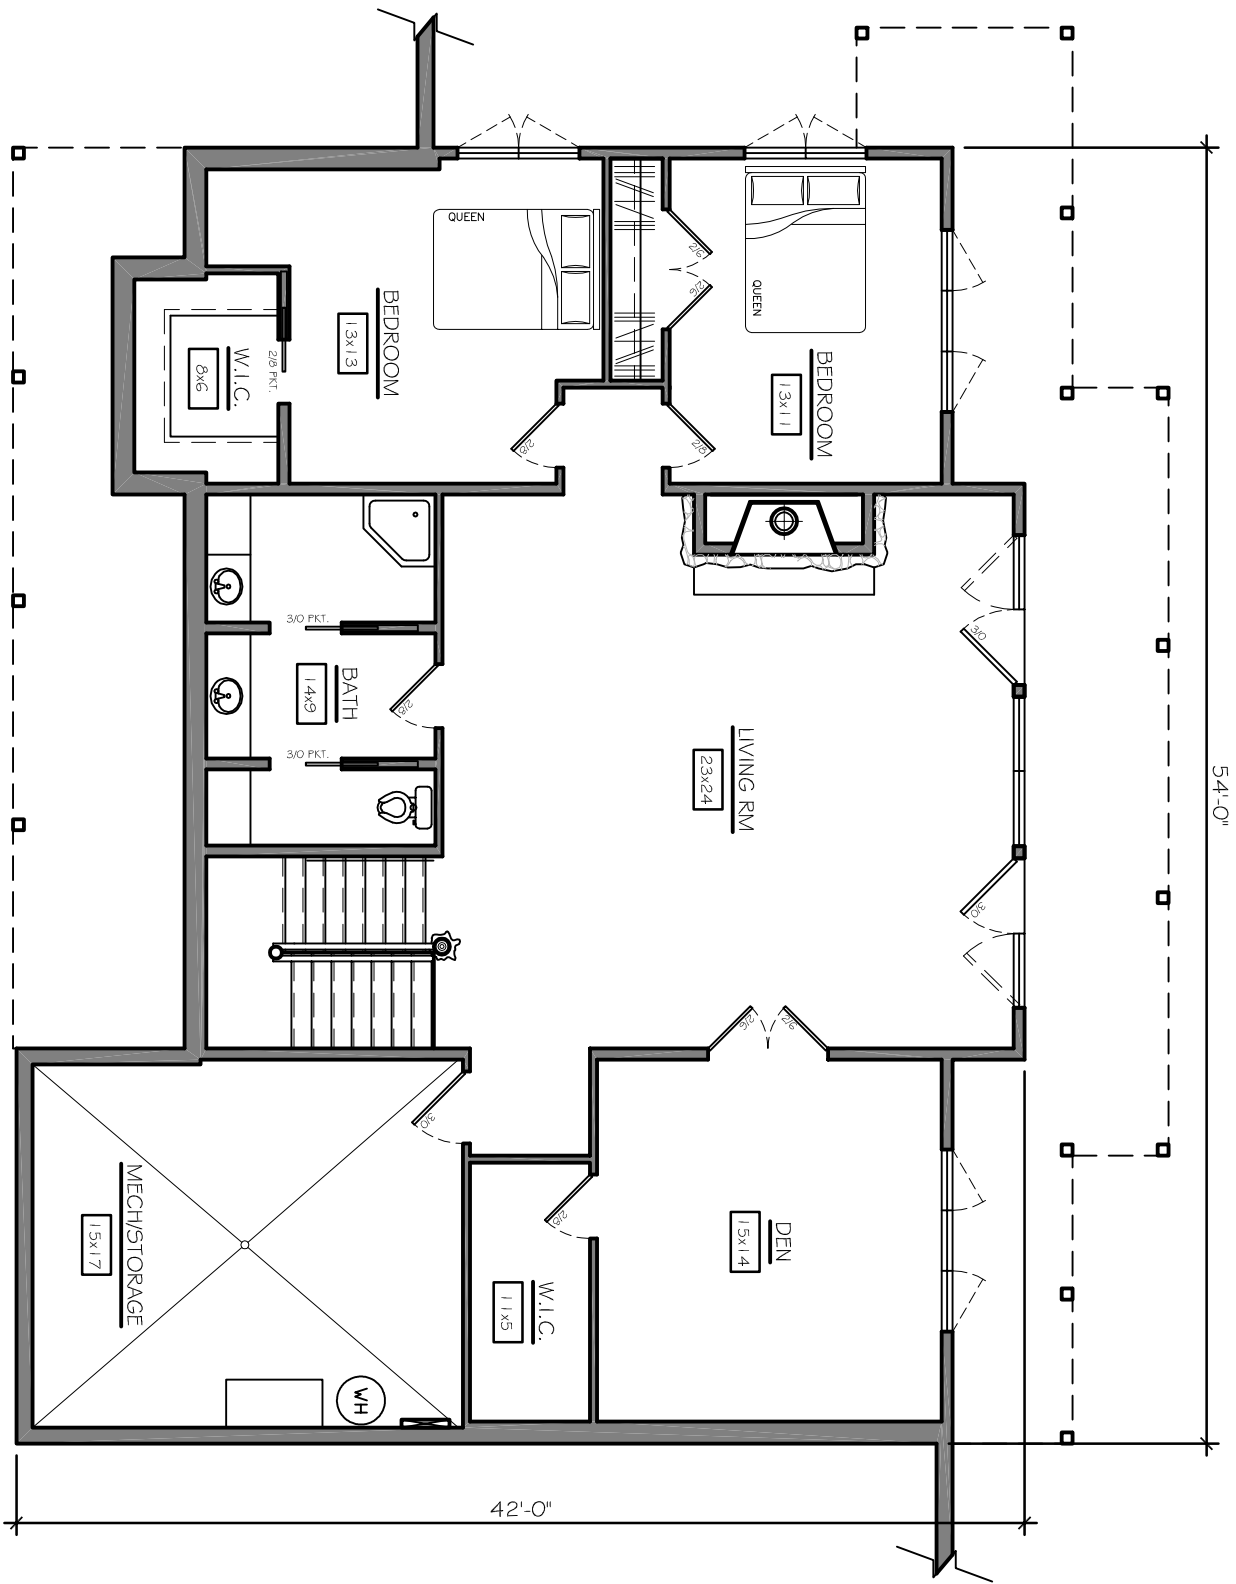 QUEEN
BEDROOM
13x13
2/6
2/6
QUEEN
BEDROOM
13x11
W.I.C.
8x6
2/8 PKT.
2/8
2/8
3/0 PKT.
3/0
BATH
14x9
2/8
3/0 PKT.
LIVING RM
23x24
54'-0"
3/0
2/6
2/6
3/0
MECH/STORAGE
15x17
2/8
DEN
15x14
W.I.C.
11x5
WH
42'-0"